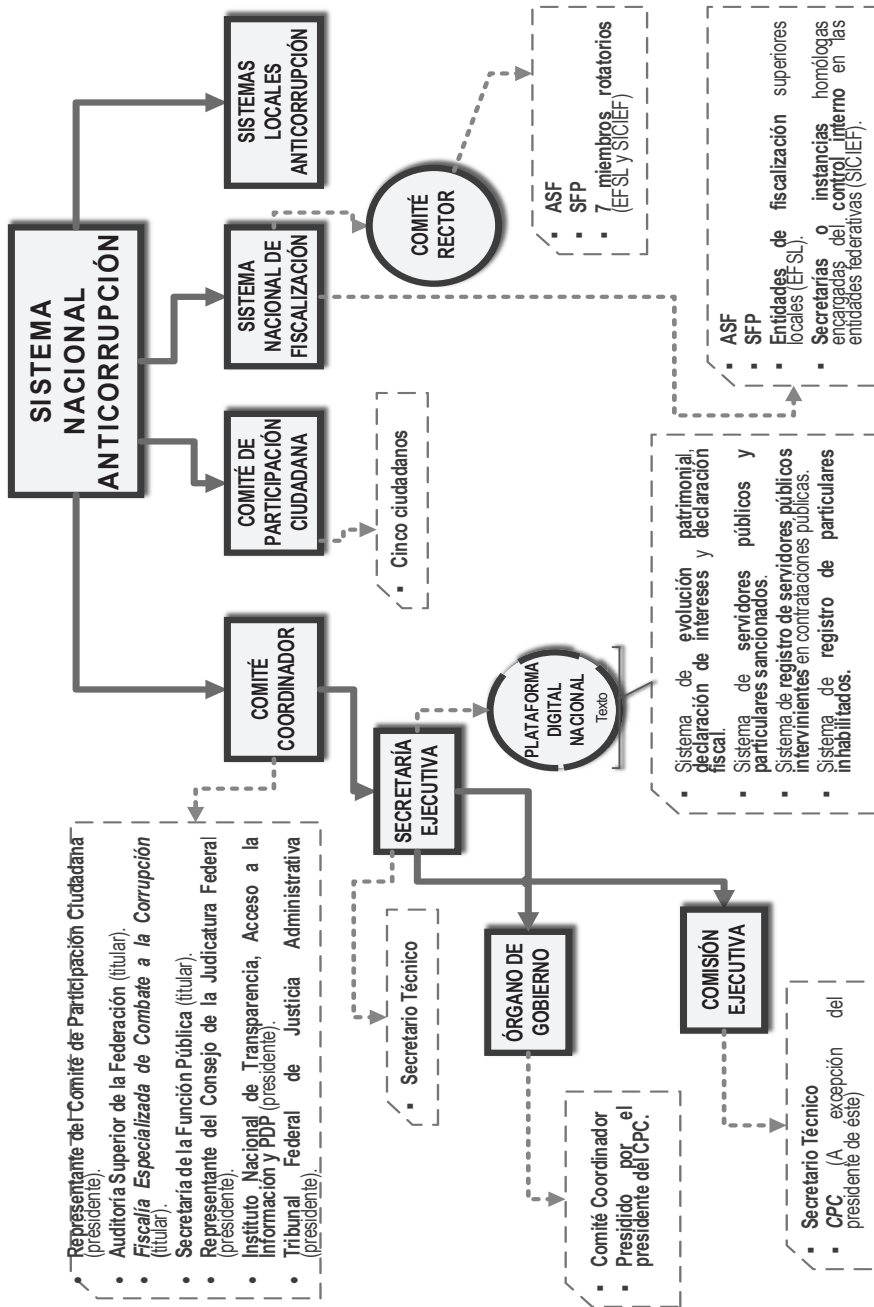 SISTEMA
NACIONAL
ANTICORRUPCIÓN
COMITÉ
COORDINADOR
COMITÉ DE
PARTICIPACIÓN
CIUDADANA
SISTEMA
NACIONAL DE
FISCALIZACIÓN
SISTEMAS
LOCALES
ANTICORRUPCIÓN
▪ Representante del Comité de Participación Ciudadana
(presidente).
▪ Auditoría Superior de la Federación (titular).
▪ Fiscalía Especializada de Combate a la Corrupción
(titular).
▪ Secretaría de la Función Pública (titular).
▪ Representante del Consejo de la Judicatura Federal
(presidente).
▪ Instituto Nacional de Transparencia, Acceso a la
Información y PDP (presidente).
▪ Tribunal Federal de Justicia Administrativa
(presidente).
SECRETARÍA
EJECUTIVA
▪ Cinco ciudadanos
COMITÉ
RECTOR
▪ Secretario Técnico
PLATAFORMA
DIGITAL
NACIONAL
Texto
▪ ASF
▪ SFP
▪ 7 miembros rotatorios
(EFSL y SICIEF)
ÓRGANO DE
GOBIERNO
▪ Comité Coordinador
▪ Presidido por el
presidente del CPC.
COMISIÓN
EJECUTIVA
▪ Secretario Técnico
▪ CPC (A excepción del
presidente de éste)
▪ Sistema de evolución patrimonial,
declaración de intereses y declaración
fiscal.
▪ Sistema de servidores públicos y
particulares sancionados.
▪ Sistema de registro de servidores públicos
intervinientes en contrataciones públicas.
▪ Sistema de registro de particulares
inhabilitados.
▪ ASF
▪ SFP
▪ Entidades de fiscalización superiores
locales (EFSL).
▪ Secretarías o instancias homólogas
encargadas del control interno en las
entidades federativas (SICIEF).